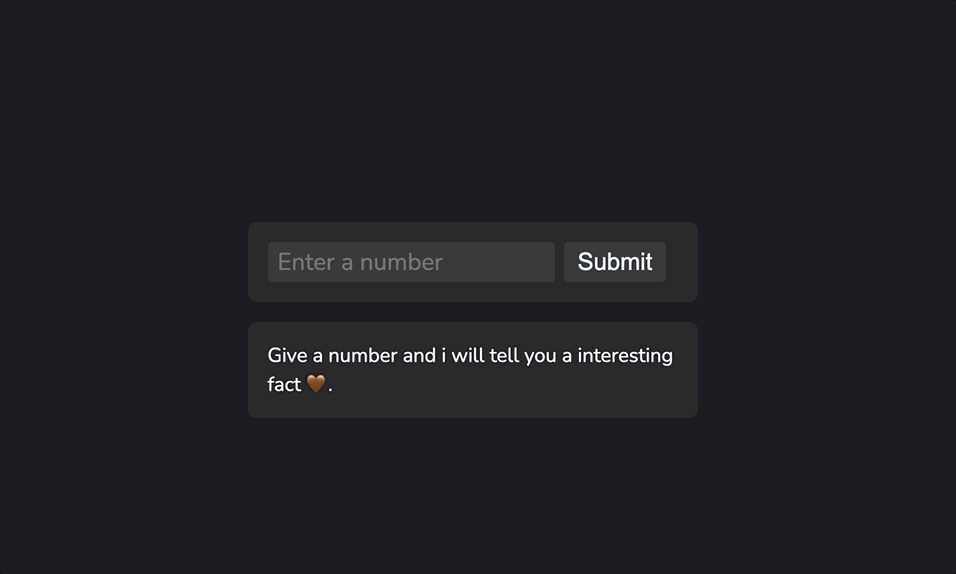 Enter a number
Submit
Give a number and i will tell you a interesting
fact 🤎.